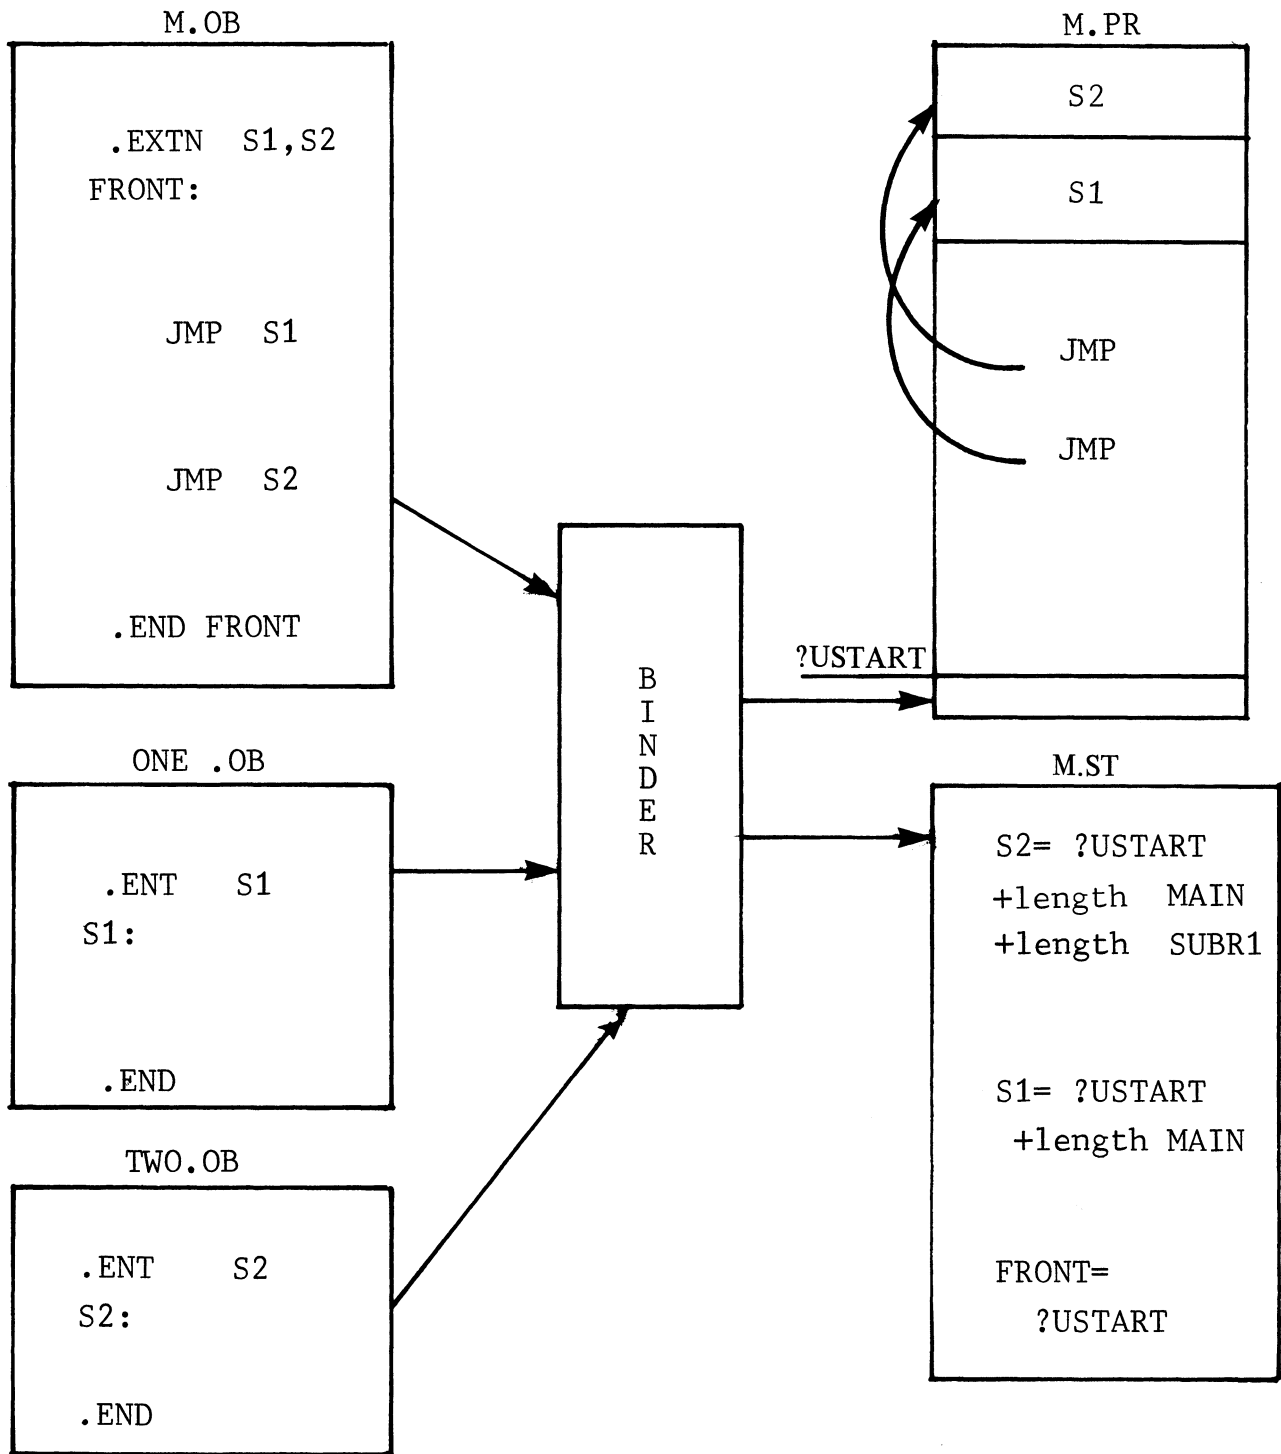 M.OB
.EXTN S1,S2
FRONT:
JMP S1
JMP S2
.END FRONT
ONE .OB
.ENT S1
S1:
.END
TWO.OB
.ENT S2
S2:
.END
BINDER
M.PR
S2
S1
JMP
JMP
?USTART
M.ST
S2= ?USTART
+length MAIN
+length SUBR1
S1= ?USTART
+length MAIN
FRONT=
?USTART